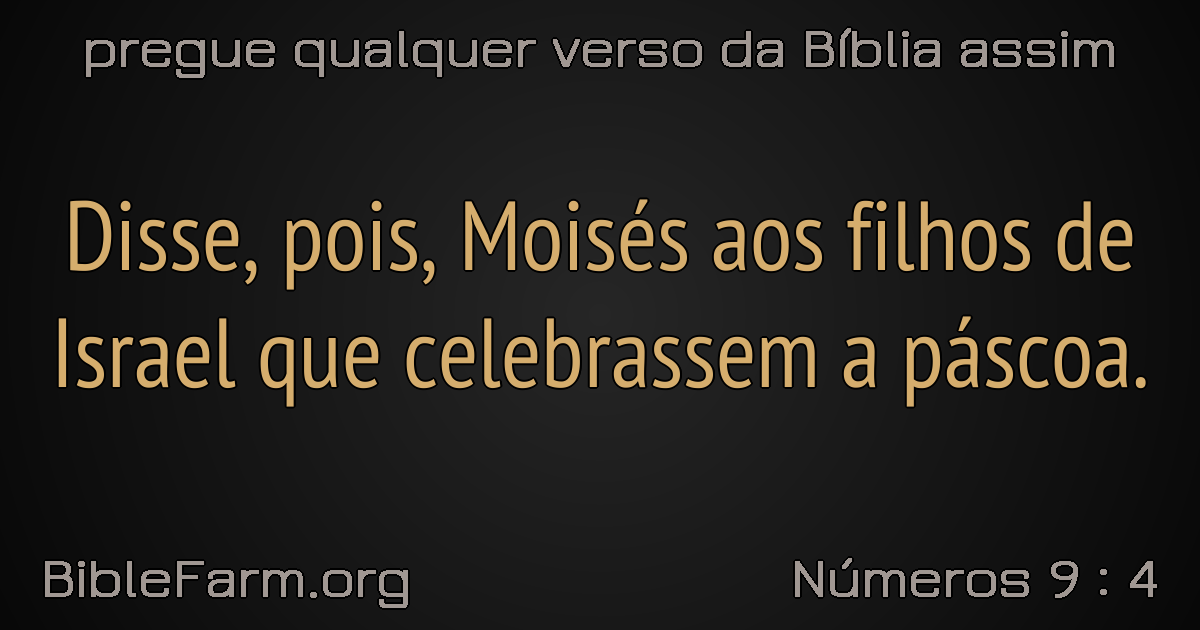 pregue qualquer verso da Bíblia assim
Disse, pois, Moisés aos filhos de
Israel que celebrassem a páscoa.
BibleFarm.org
Números 9 : 4